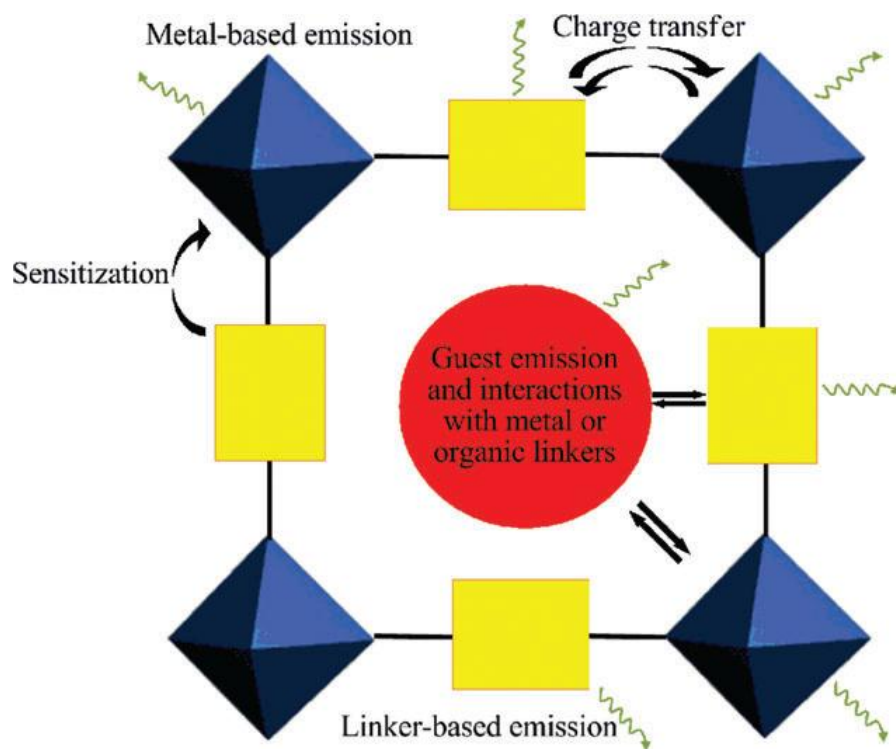 Metal-based emission
Charge transfer
Sensitization
Guest emission
and interactions
with metal or
organic linkers
Linker-based emission